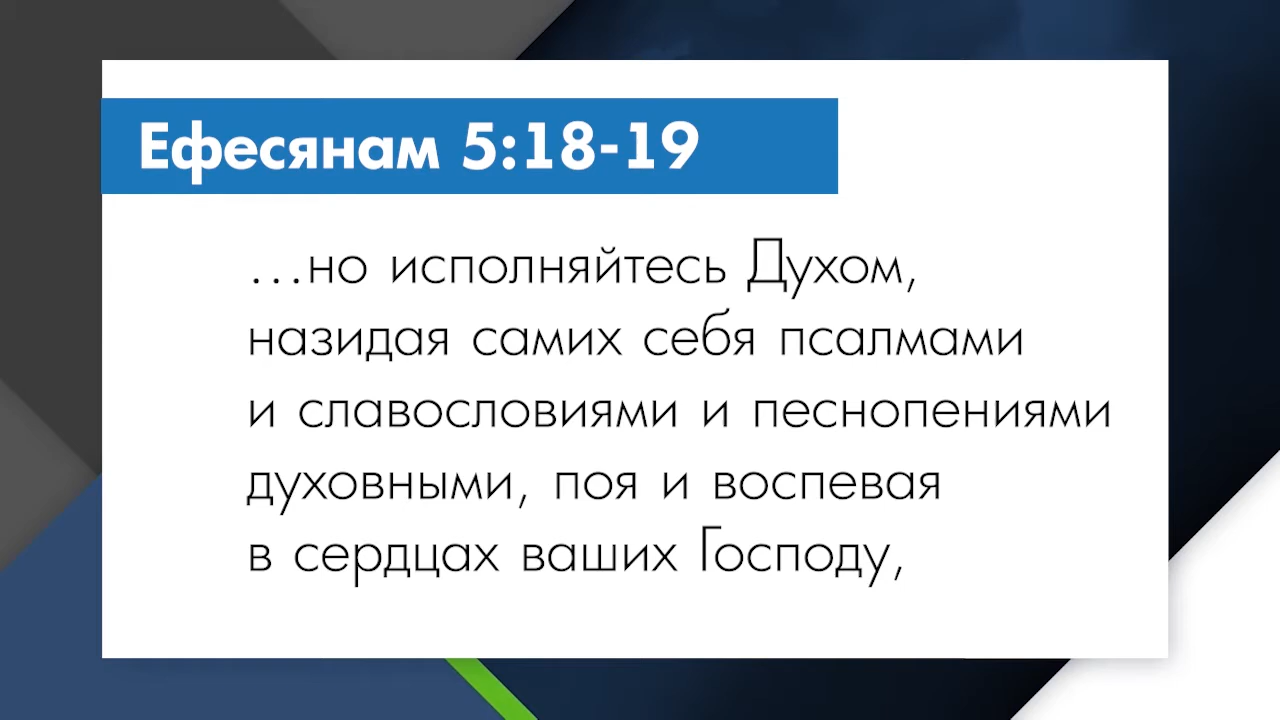 Ефесянам 5:18-19
…но исполняйтесь Духом,
назидая самих себя псалмами
и славословиями и песнопениями
духовными, поя и воспевая
в сердцах ваших Господу,